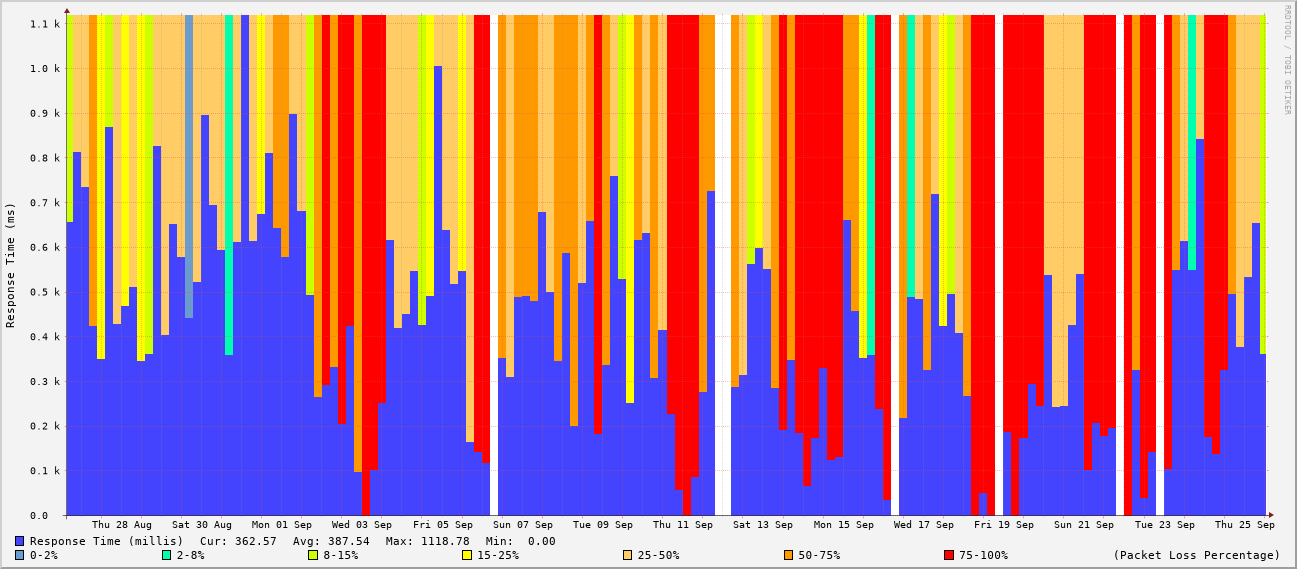 RRDTOOL / TOBI OETIKER
Response Time (ms)
1.1 k
1.0 k
0.9 k
0.8 k
0.7 k
0.6 k
0.5 k
0.4 k
0.3 k
0.2 k
0.1 k
0.0
Thu 28 Aug Sat 30 Aug Mon 01 Sep Wed 03 Sep Fri 05 Sep Sun 07 Sep Tue 09 Sep Thu 11 Sep Sat 13 Sep Mon 15 Sep Wed 17 Sep Fri 19 Sep Sun 21 Sep Tue 23 Sep Thu 25 Sep
Response Time (millis) Cur: 362.57 Avg: 387.54 Max: 1118.78 Min: 0.00
0-2% 2-8% 8-15% 15-25% 25-50% 50-75% 75-100% (Packet Loss Percentage)